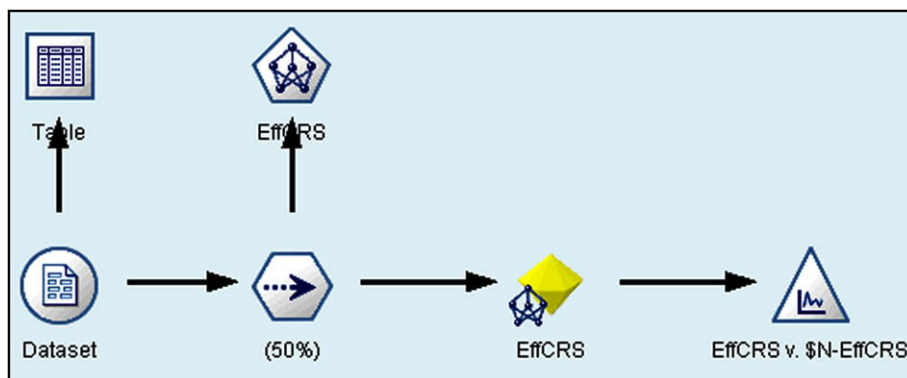 Table
EffCRS
Dataset
(50%)
EffCRS
EffCRS v. $N-EffCRS